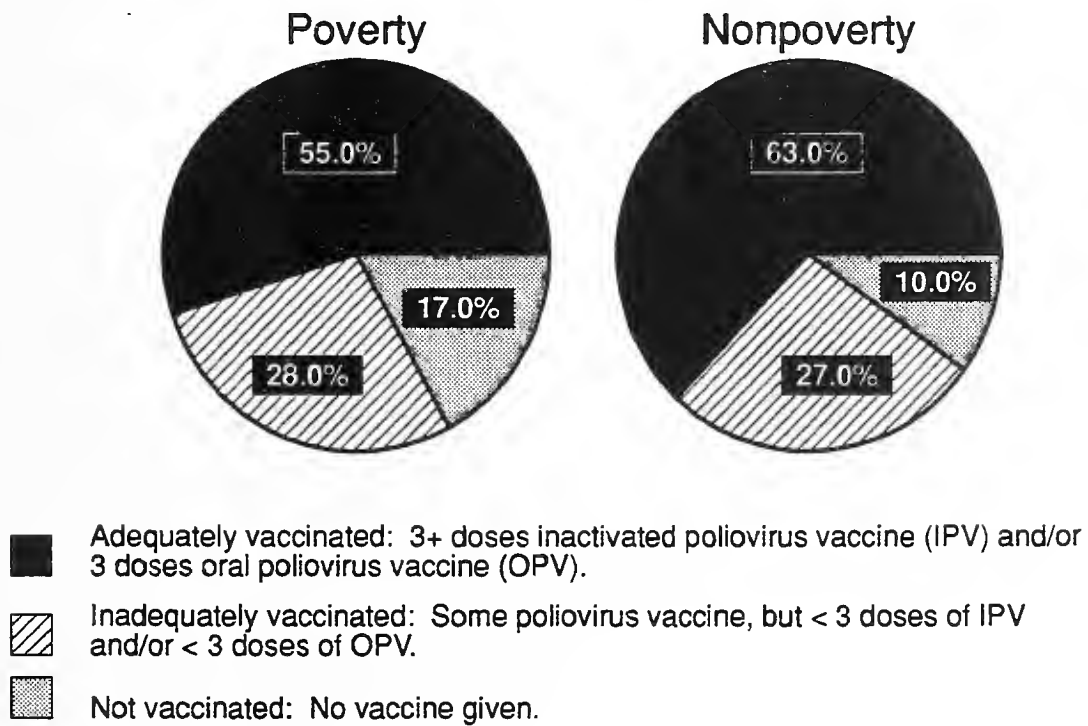 Poverty
Nonpoverty
55.0%
63.0%
17.0%
10.0%
28.0%
27.0%
Adequately vaccinated: 3+ doses inactivated poliovirus vaccine (IPV) and/or
3 doses oral poliovirus vaccine (OPV).
Inadequately vaccinated: Some poliovirus vaccine, but < 3 doses of IPV
and/or < 3 doses of OPV.
Not vaccinated: No vaccine given.